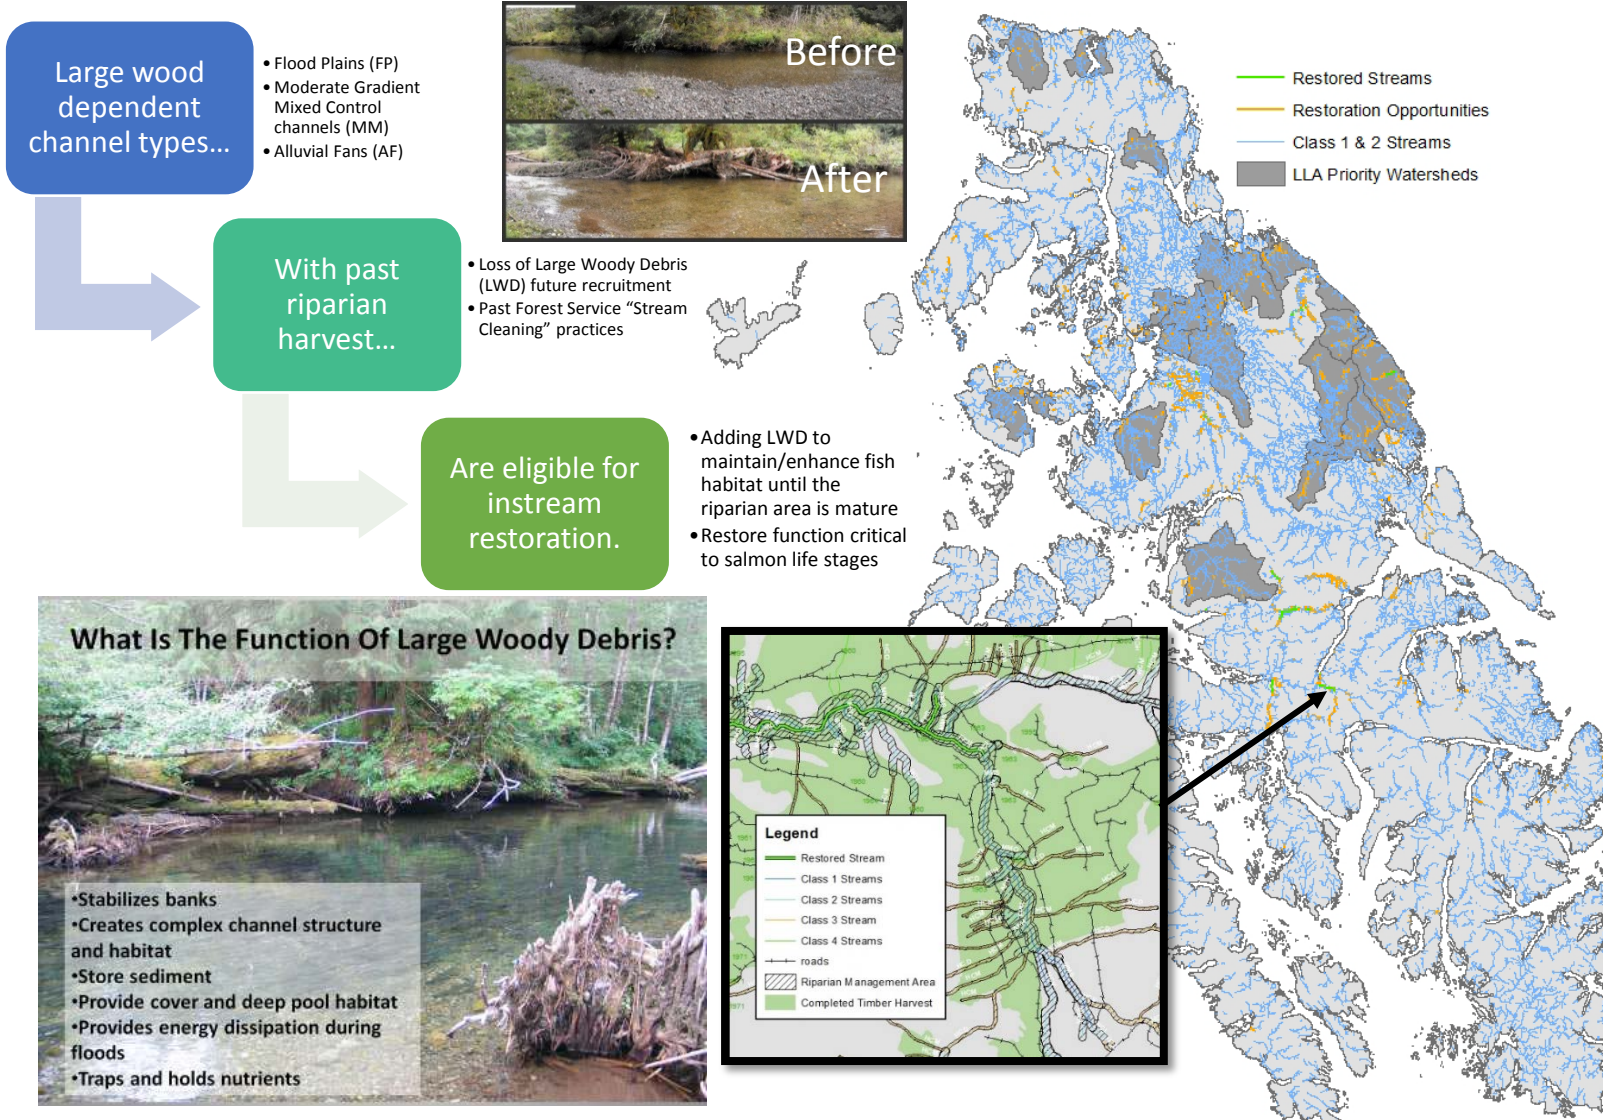 Large wood
dependent
channel types...
• Flood Plains (FP)
• Moderate Gradient
Mixed Control
channels (MM)
• Alluvial Fans (AF)
Before
After
With past
riparian
harvest...
• Loss of Large Woody Debris
(LWD) future recruitment
• Past Forest Service “Stream
Cleaning” practices
Are eligible for
instream
restoration.
• Adding LWD to
maintain/enhance fish
habitat until the
riparian area is mature
• Restore function critical
to salmon life stages
Restored Streams
Restoration Opportunities
Class 1 & 2 Streams
LLA Priority Watersheds
What Is The Function Of Large Woody Debris?
•Stabilizes banks
•Creates complex channel structure
and habitat
•Store sediment
•Provide cover and deep pool habitat
•Provides energy dissipation during
floods
•Traps and holds nutrients
Legend
Restored Stream
Class 1 Streams
Class 2 Streams
Class 3 Stream
Class 4 Streams
roads
Riparian Management Area
Completed Timber Harvest